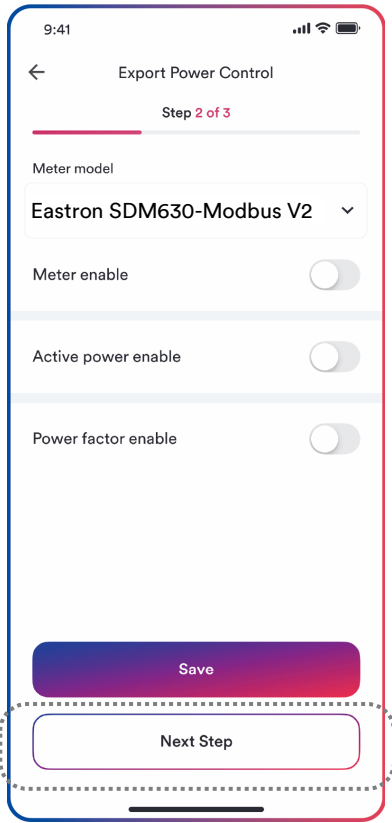 9:41
Export Power Control
Step 2 of 3
Meter model
Eastron SDM630-Modbus V2
Meter enable
Active power enable
Power factor enable
Save
Next Step